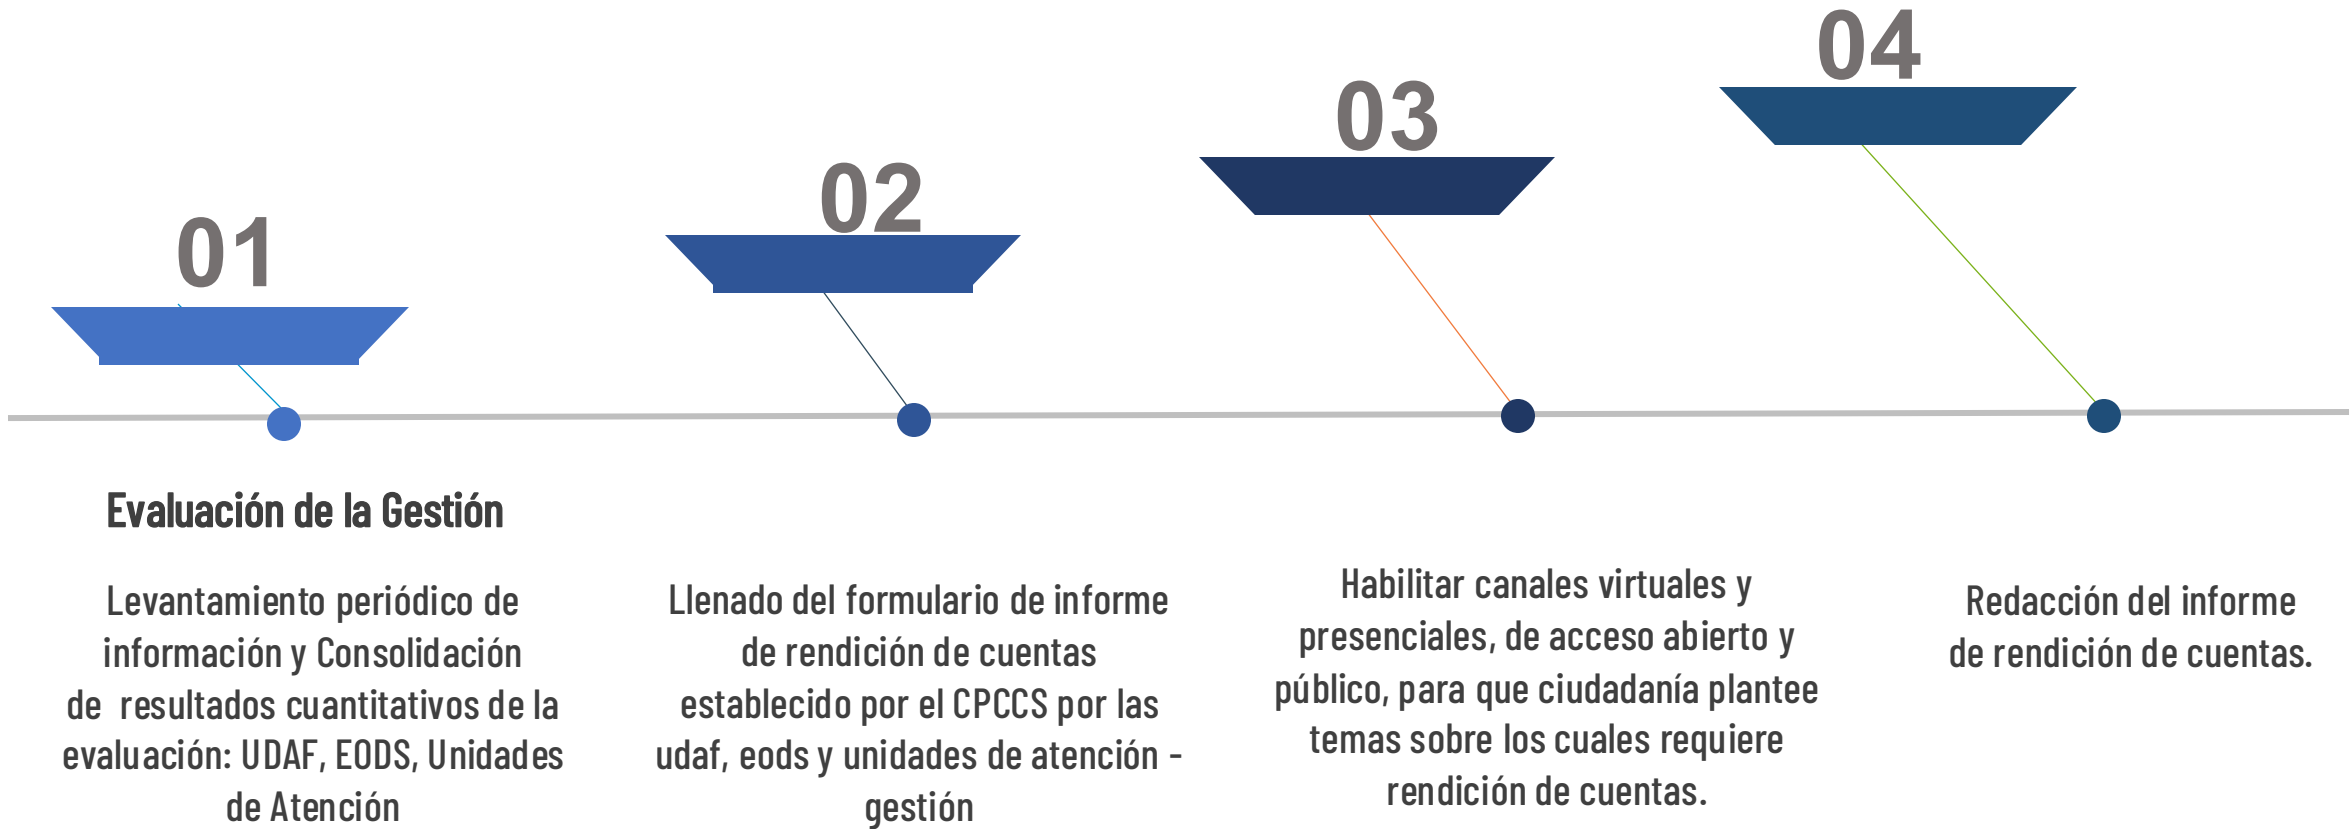 01
Evaluación de la Gestión
Levantamiento periódico de
información y Consolidación
de resultados cuantitativos de la
evaluación: UDAF, EODS, Unidades
de Atención
02
Llenado del formulario de informe
de rendición de cuentas
establecido por el CPCCS por las
udaf, eods y unidades de atención -
gestión
03
Habilitar canales virtuales y
presenciales, de acceso abierto y
público, para que ciudadanía plantee
temas sobre los cuales requiere
rendición de cuentas.
04
Redacción del informe
de rendición de cuentas.